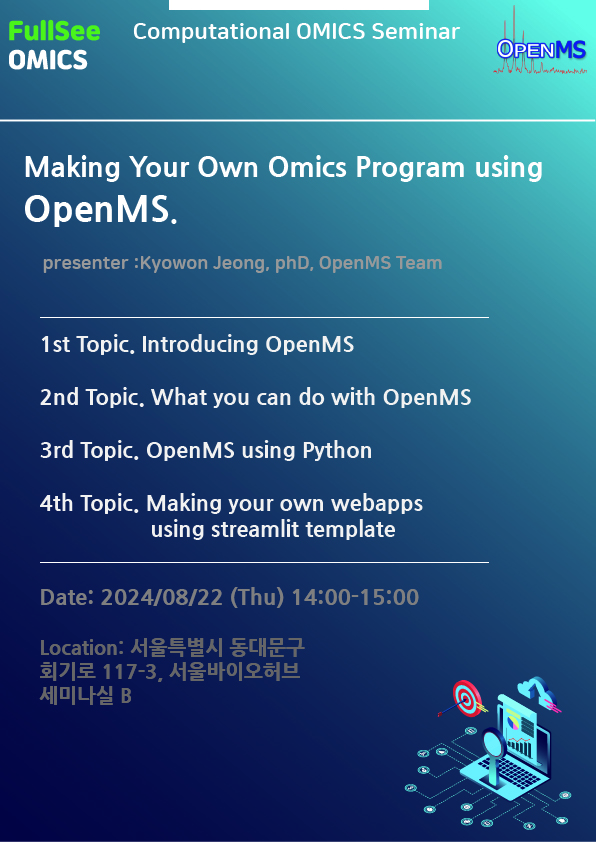 FullSee
OMICS
Computational OMICS Seminar
OPENMS
Making Your Own Omics Program using
OpenMS.
presenter :Kyowon Jeong, phD, OpenMS Team
1st Topic. Introducing OpenMS
2nd Topic. What you can do with OpenMS
3rd Topic. OpenMS using Python
4th Topic. Making your own webapps
using streamlit template
Date: 2024/08/22 (Thu) 14:00-15:00
Location: 서울특별시 동대문구
회기로 117-3, 서울바이오허브
세미나실 B